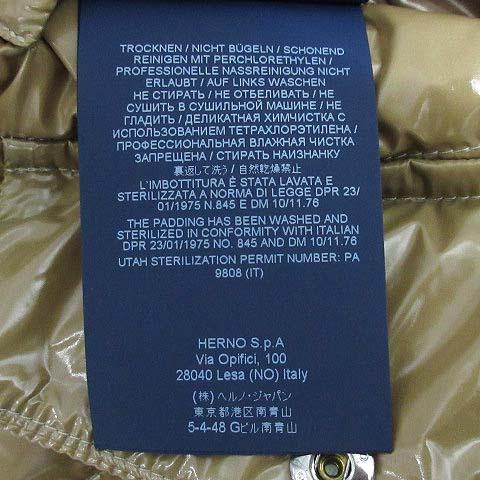 TROCKNEN / NICHT BÜGELN / SCHONEND
REINIGEN MIT PERCHLORETHYLEN /
PROFESSIONELLE NASSREINIGUNG NICHT
ERLAUBT / AUF LINKS WASCHEN
НЕ СТИРАТЬ / НЕ ОТБЕЛИВАТЬ / НЕ
СУШИТЬ В СУШИЛЬНОЙ МАШИНЕ / НЕ
ГЛАДИТЬ / ДЕЛИКАТНАЯ ХИМЧИСТКА С
ИСПОЛЬЗОВАНИЕМ ТЕТРАХЛОРЭТИЛЕНА /
ПРОФЕССИОНАЛЬНАЯ ВЛАЖНАЯ ЧИСТКА
ЗАПРЕЩЕНА / СТИРАТЬ НАИЗНАНКУ
裏返して洗う / 自然乾燥禁止
L'IMBOTTITURA È STATA LAVATA E
STERILIZZATA A NORMA DI LEGGE DPR 23/
01/1975 N.845 E DM 10/11.76
THE PADDING HAS BEEN WASHED AND
STERILIZED IN CONFORMITY WITH ITALIAN
DPR 23/01/1975 NO. 845 AND DM 10/11.76
UTAH STERILIZATION PERMIT NUMBER: PA
9808 (IT)
HERNO S.p.A
Via Opifici, 100
28040 Lesa (NO) Italy
(株) ヘルノ・ジャパン
東京都港区南青山
5-4-48 Gビル南青山